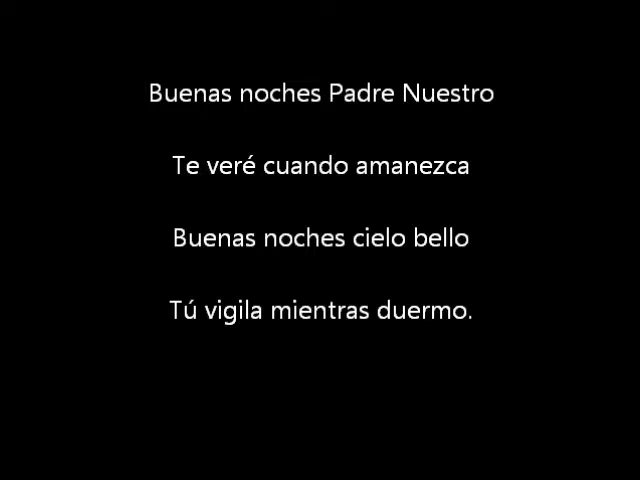 Buenas noches Padre Nuestro
Te veré cuando amanezca
Buenas noches cielo bello
Tú vigila mientras duermo.